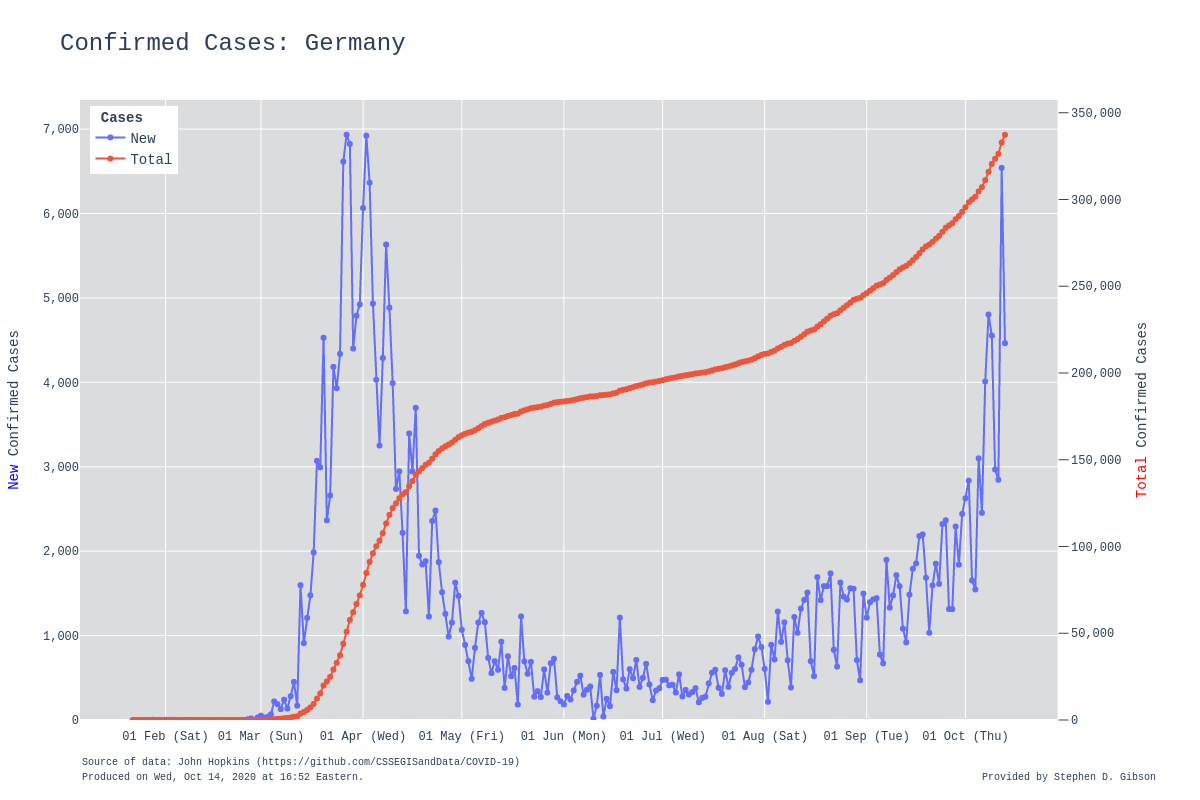 Confirmed Cases: Germany
Cases
New
Total
7,000
6,000
5,000
4,000
3,000
2,000
1,000
0
New Confirmed Cases
350,000
300,000
250,000
200,000
150,000
100,000
50,000
0
Total Confirmed Cases
01 Feb (Sat) 01 Mar (Sun) 01 Apr (Wed) 01 May (Fri) 01 Jun (Mon) 01 Jul (Wed) 01 Aug (Sat) 01 Sep (Tue) 01 Oct (Thu)
Source of data: John Hopkins (https://github.com/CSSEGISandData/COVID-19)
Produced on Wed, Oct 14, 2020 at 16:52 Eastern.
Provided by Stephen D. Gibson